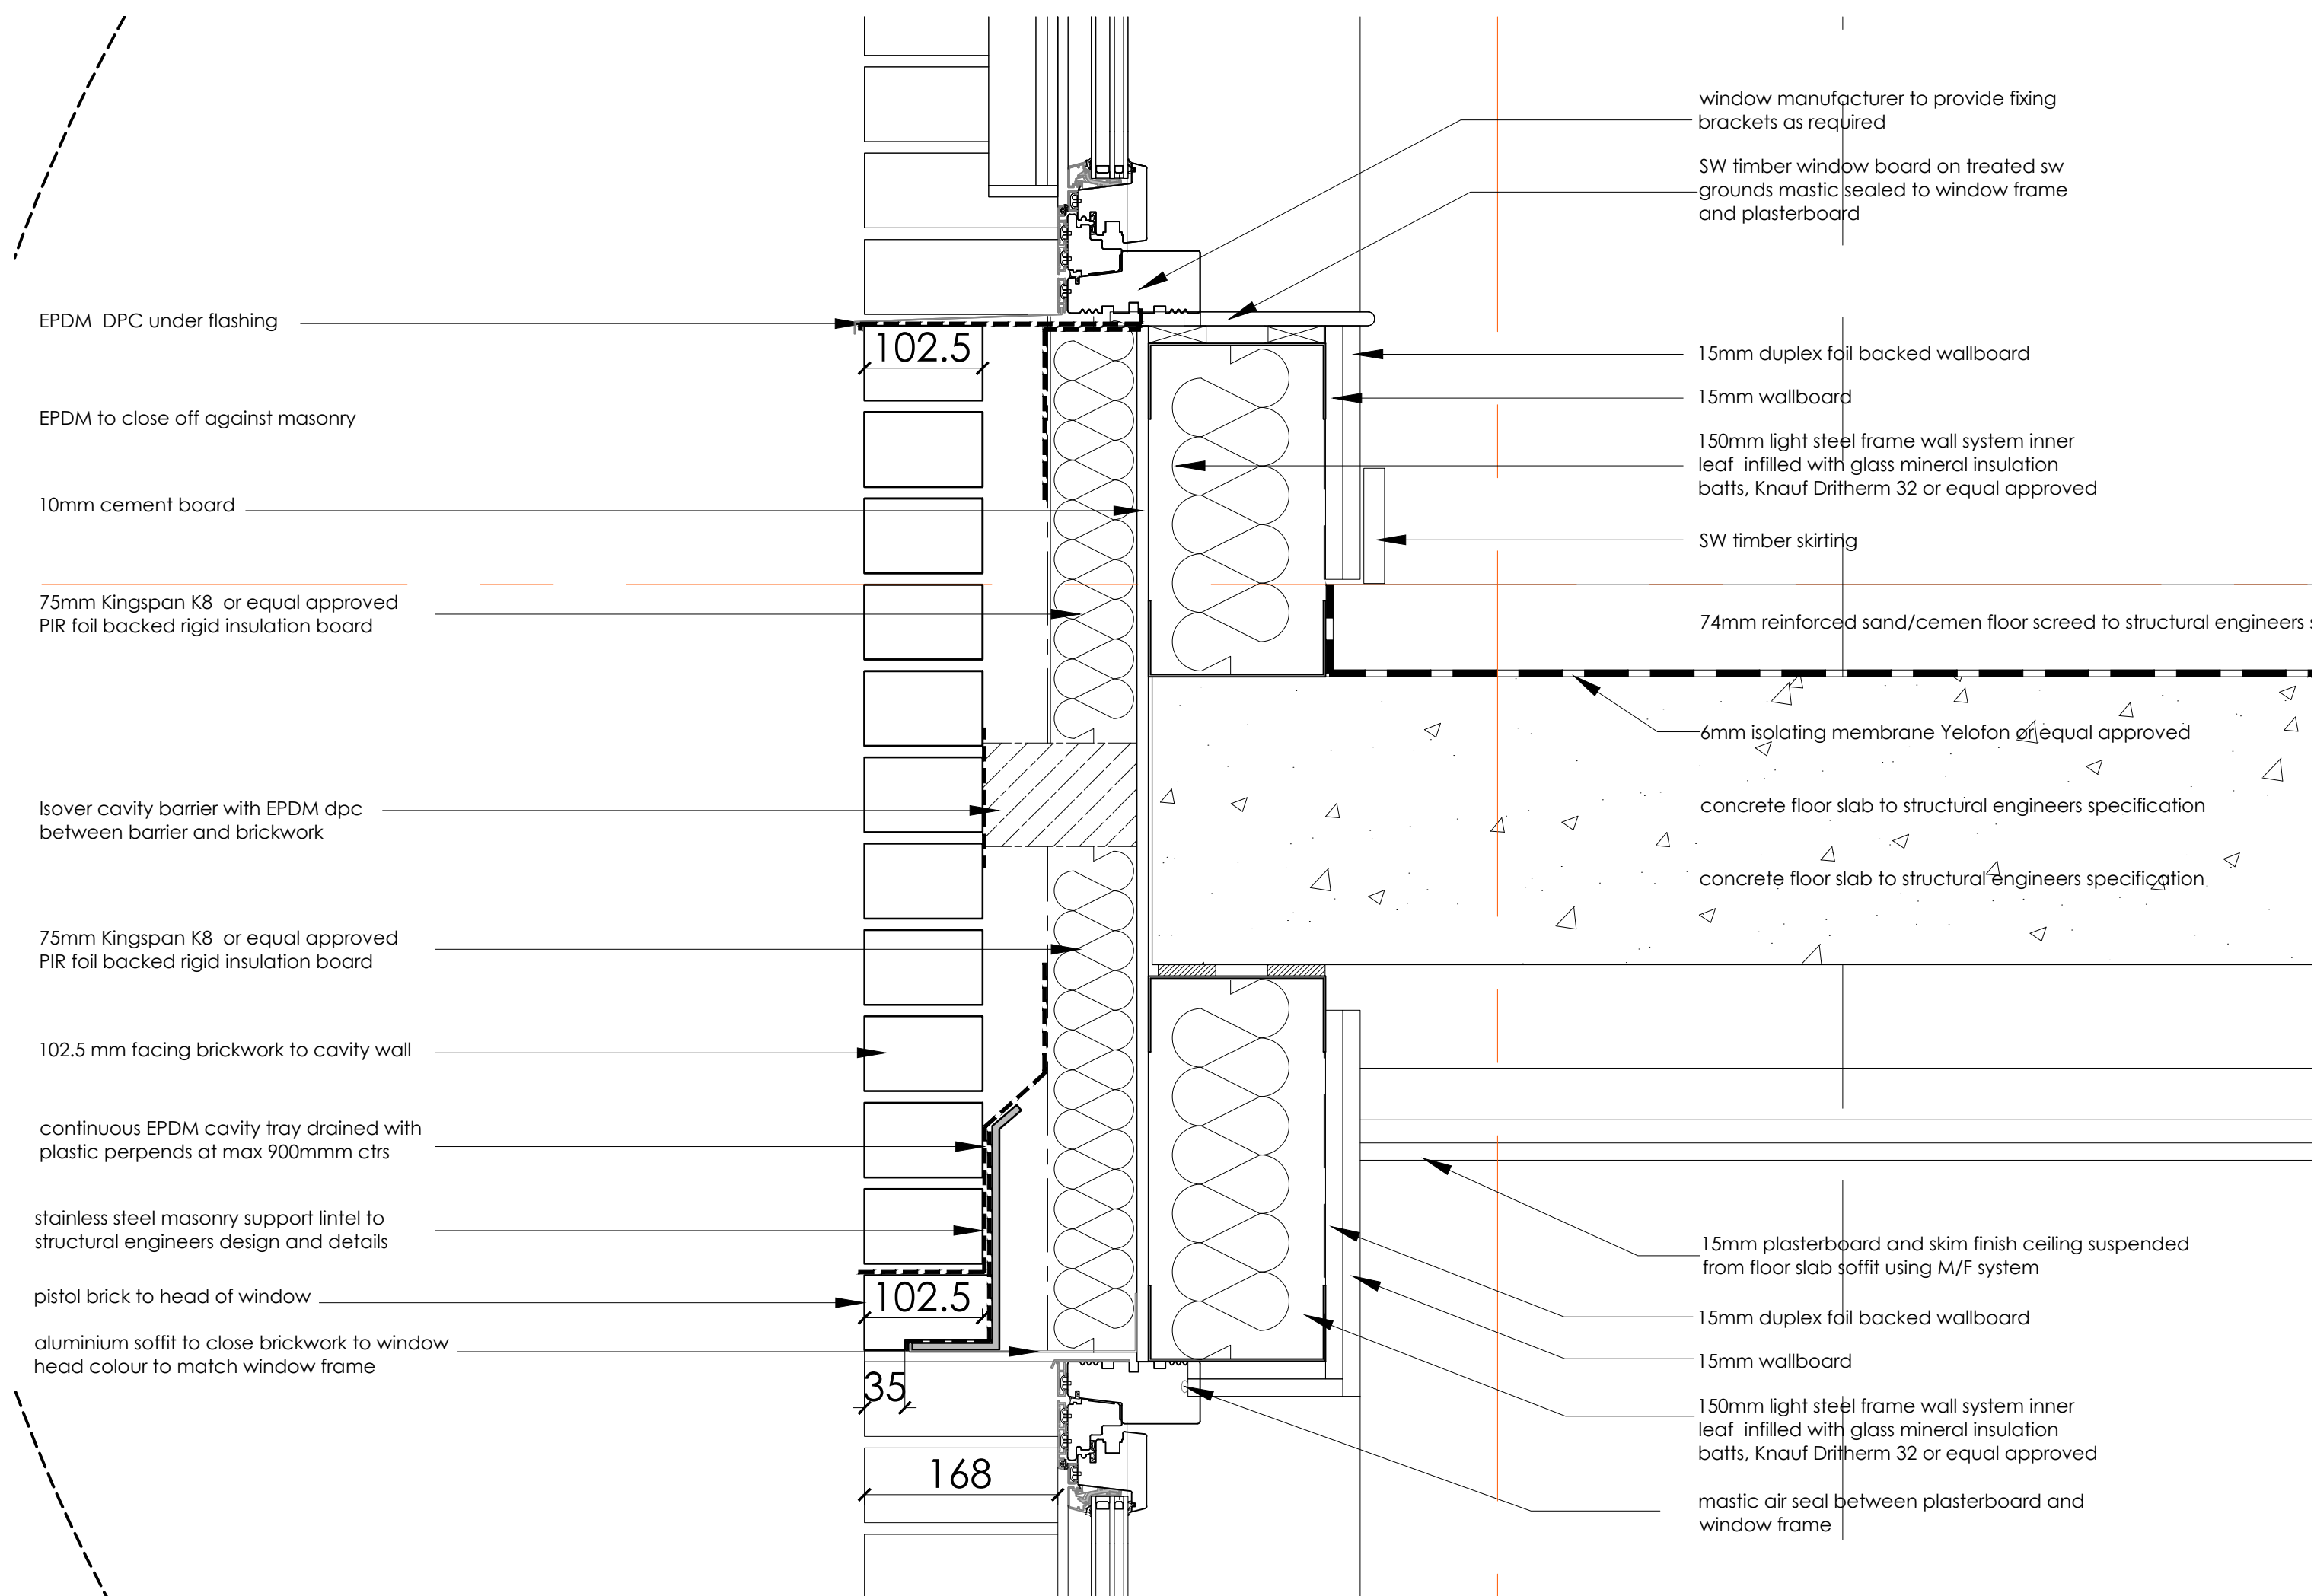 EPDM  DPC under flashing
EPDM to close off against masonry
10mm cement board
75mm Kingspan K8  or equal approved
PIR foil backed rigid insulation board
Isover cavity barrier with EPDM dpc
between barrier and brickwork
75mm Kingspan K8  or equal approved
PIR foil backed rigid insulation board
102.5 mm facing brickwork to cavity wall
continuous EPDM cavity tray drained with
plastic perpends at max 900mmm ctrs
stainless steel masonry support lintel to
structural engineers design and details
pistol brick to head of window
aluminium soffit to close brickwork to window
head colour to match window frame
102.5
102.5
35
168
window manufacturer to provide fixing
brackets as required
SW timber window board on treated sw
grounds mastic sealed to window frame
and plasterboard
15mm duplex foil backed wallboard
15mm wallboard
150mm light steel frame wall system inner
leaf  infilled with glass mineral insulation
batts, Knauf Dritherm 32 or equal approved
SW timber skirting
74mm reinforced sand/cemen floor screed to structural engineers
6mm isolating membrane Yelofon or equal approved
concrete floor slab to structural engineers specification
concrete floor slab to structural engineers specification
15mm plasterboard and skim finish ceiling suspended
from floor slab soffit using M/F system
15mm duplex foil backed wallboard
15mm wallboard
150mm light steel frame wall system inner
leaf  infilled with glass mineral insulation
batts, Knauf Dritherm 32 or equal approved
mastic air seal between plasterboard and
window frame